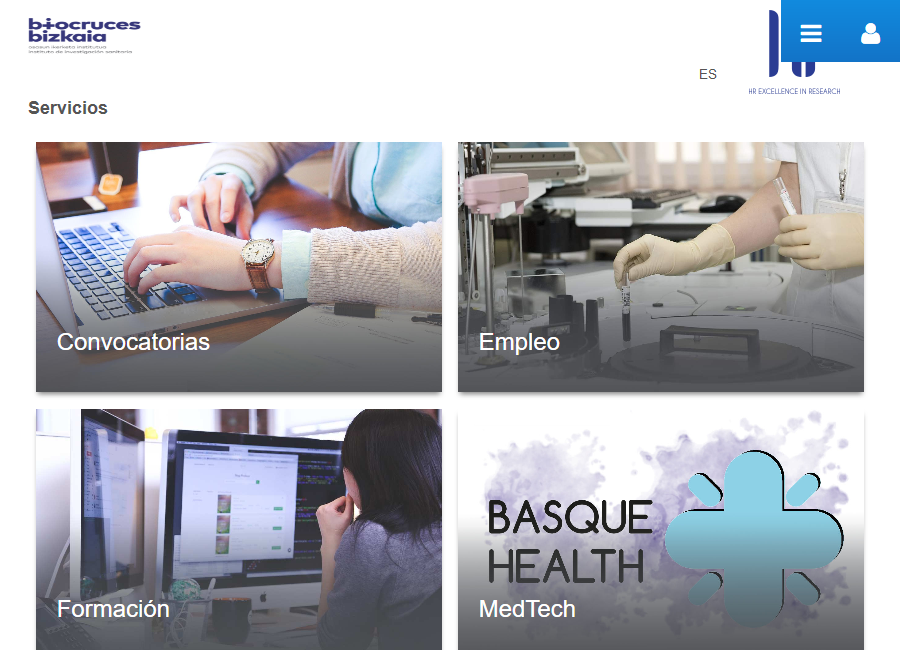 biocruces
bizkaia
osasun ikerketa institutua
instituto de investigación sanitaria
ES
HR EXCELLENCE IN RESEARCH
Servicios
Convocatorias
Empleo
Formación
BASQUE
HEALTH
MedTech